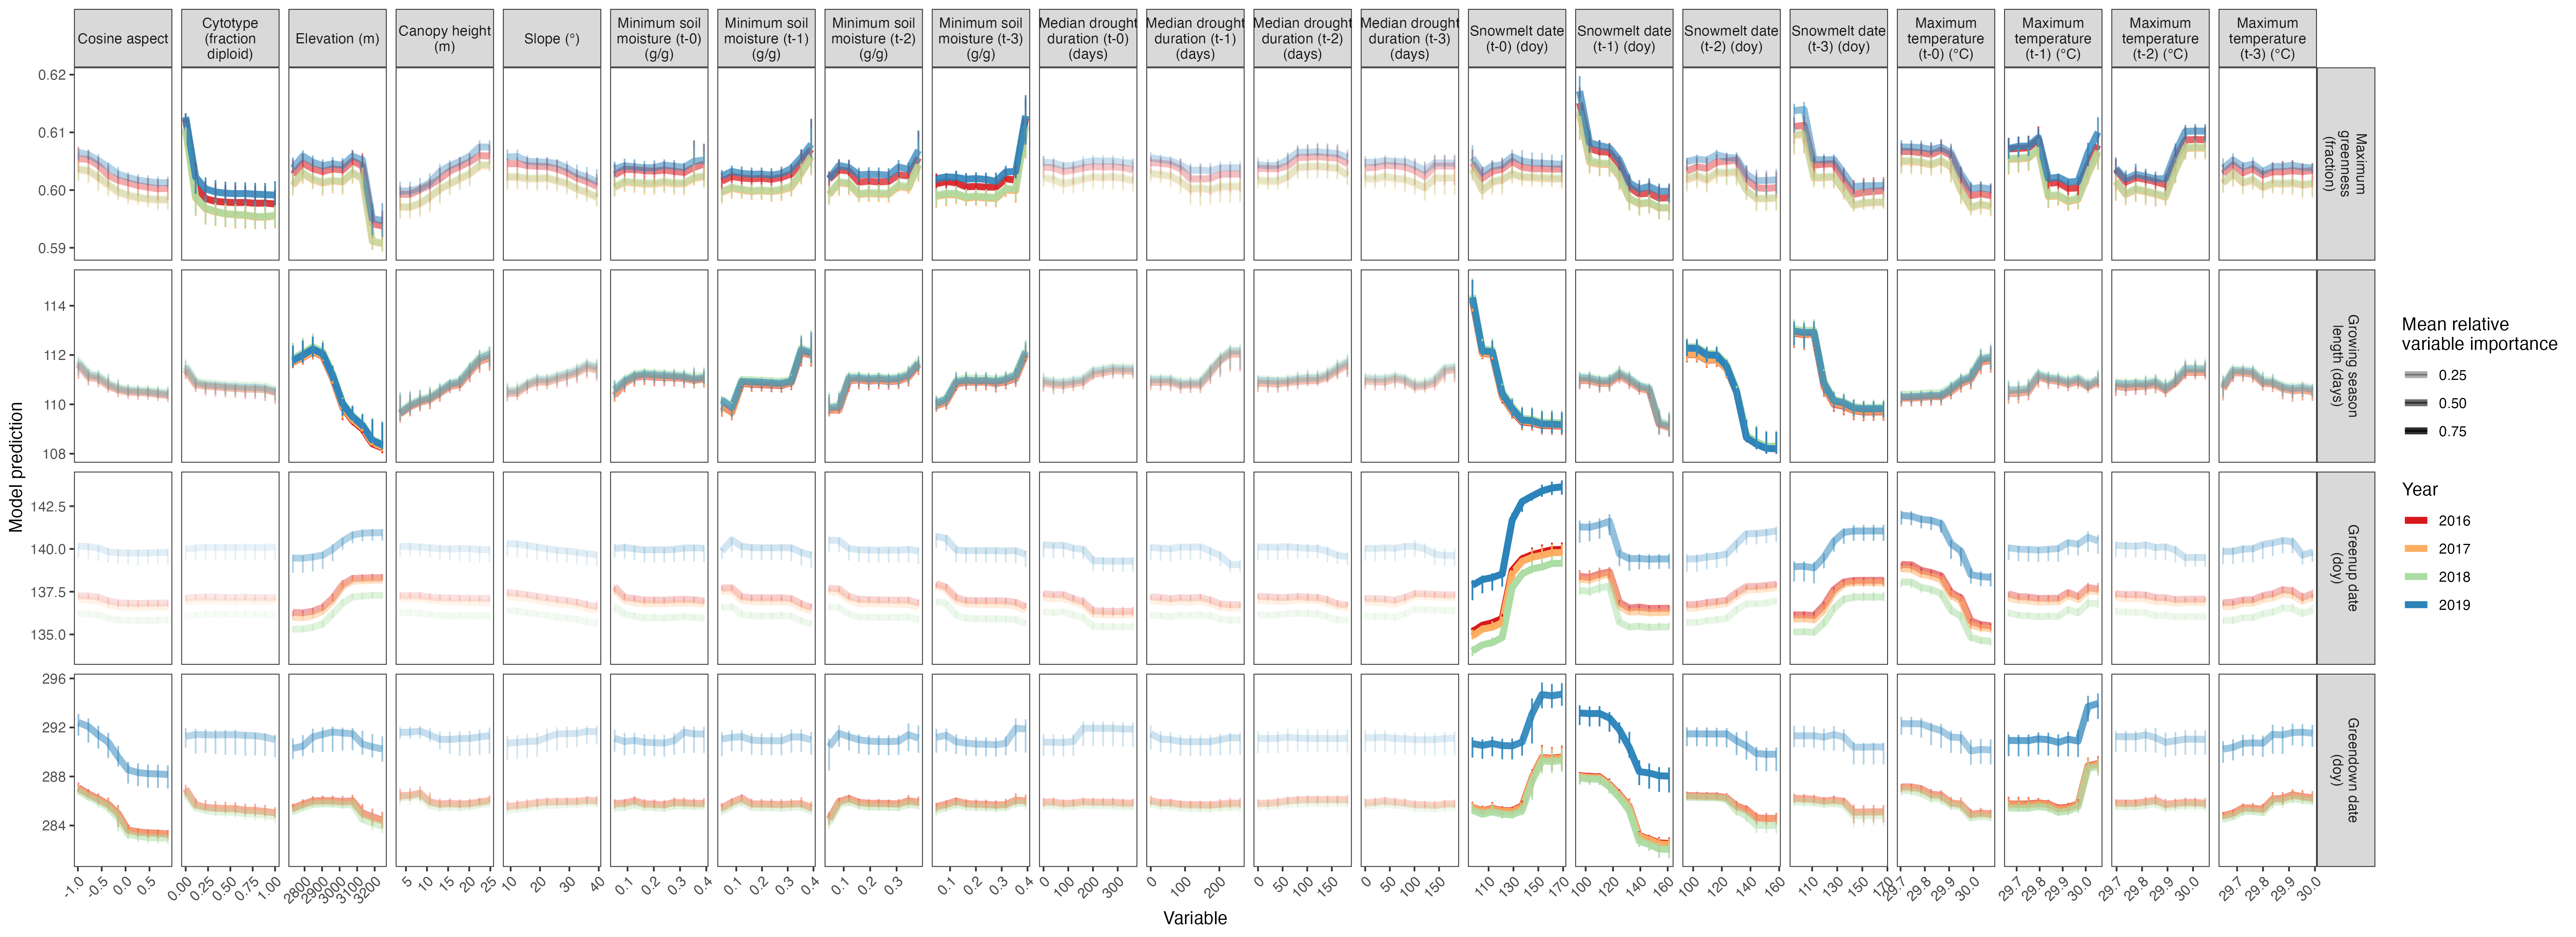 Cosine aspect
Cytotype
(fraction
diploid)
Elevation (m)
Canopy height
(m)
Slope (°)
Minimum soil
moisture (t-0)
(g/g)
Minimum soil
moisture (t-1)
(g/g)
Minimum soil
moisture (t-2)
(g/g)
Minimum soil
moisture (t-3)
(g/g)
Median drought
duration (t-0)
(days)
Median drought
duration (t-1)
(days)
Median drought
duration (t-2)
(days)
Median drought
duration (t-3)
(days)
Snowmelt date
(t-0) (doy)
Snowmelt date
(t-1) (doy)
Snowmelt date
(t-2) (doy)
Snowmelt date
(t-3) (doy)
Maximum
temperature
(t-0) (°C)
Maximum
temperature
(t-1) (°C)
Maximum
temperature
(t-2) (°C)
Maximum
temperature
(t-3) (°C)
0.62
0.61
0.60
0.59
Maximum
greenness
(fraction)
114
112
110
108
Growing season
length (days)
142.5
140.0
137.5
135.0
Greenup date
(doy)
296
292
288
284
Greendown date
(doy)
Model prediction
-1.0 -0.5 0.0 0.5
0.00 0.25 0.50 0.75 1.00
2800 2900 3000 3100 3200
5 10 15 20 25
10 20 30 40
0.1 0.2 0.3 0.4
0.1 0.2 0.3 0.4
0.1 0.2 0.3
0.1 0.2 0.3 0.4
0 100 200 300
0 100 200
0 50 100 150
0 50 100 150
110 130 150 170
100 120 140 160
100 120 140 160
110 130 150 170
29.7 29.8 29.9 30.0
29.7 29.8 29.9 30.0
29.7 29.8 29.9 30.0
29.7 29.8 29.9 30.0
Variable
Mean relative
variable importance
0.25
0.50
0.75
Year
2016
2017
2018
2019